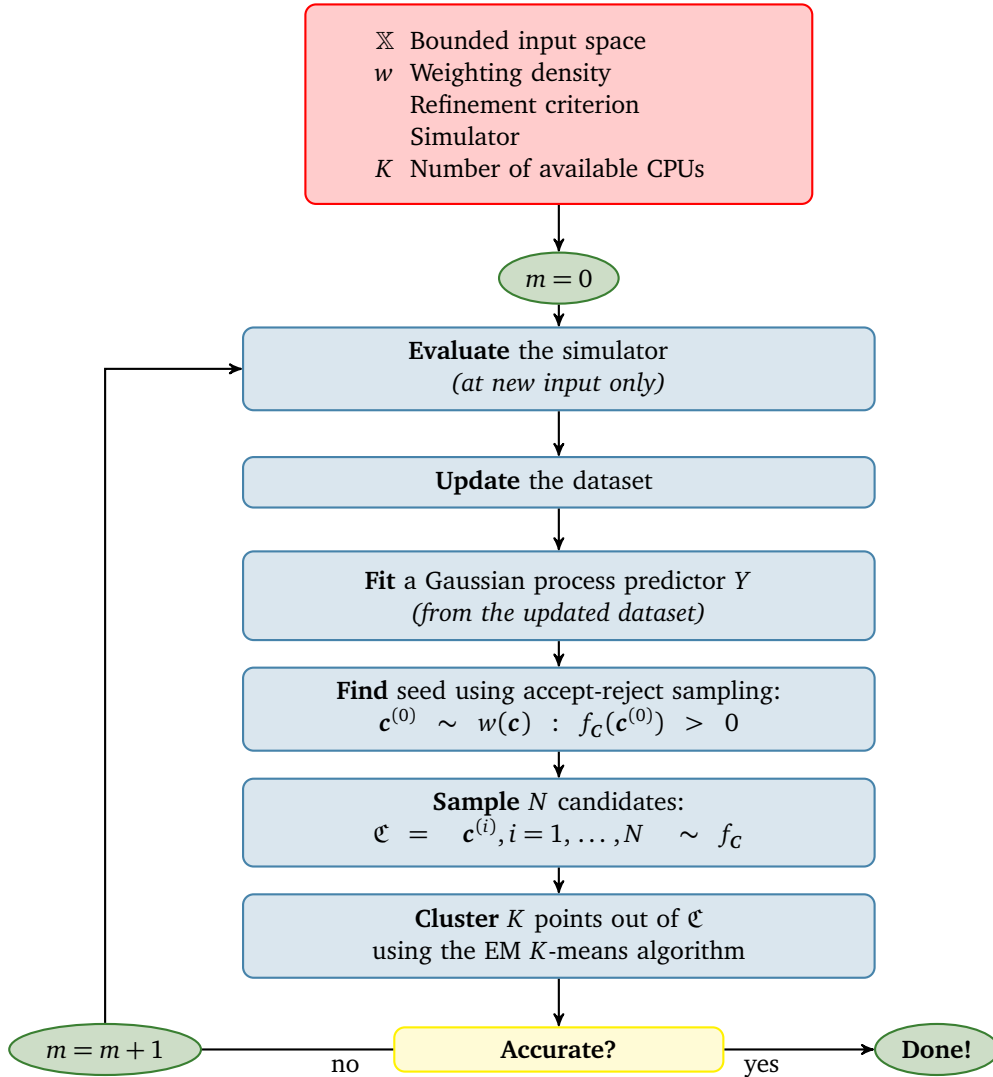 𝕏 Bounded input space
w Weighting density
Refinement criterion
Simulator
K Number of available CPUs
m = 0
Evaluate the simulator
(at new input only)
Update the dataset
Fit a Gaussian process predictor Y
(from the updated dataset)
Find seed using accept-reject sampling:
c⁽⁰⁾ ∼ w(c) : f_C(c⁽⁰⁾) > 0
Sample N candidates:
ℭ = c⁽ⁱ⁾, i = 1, . . . , N ∼ f_C
Cluster K points out of ℭ
using the EM K-means algorithm
m = m + 1
no
Accurate?
yes
Done!